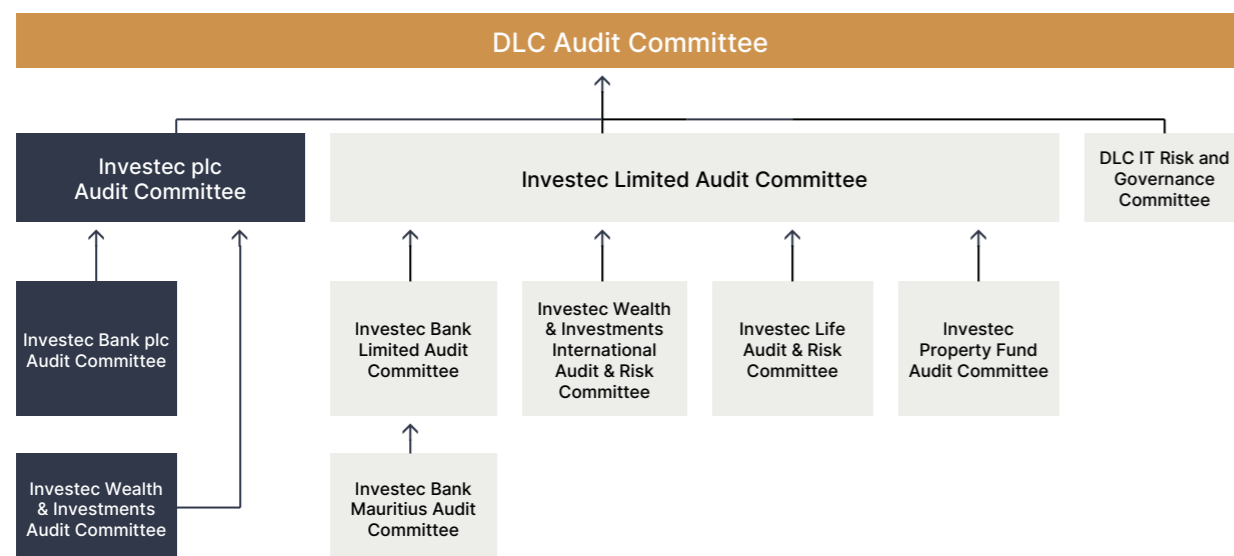 DLC Audit Committee
Investec plc
Audit Committee
Investec Limited Audit Committee
DLC IT Risk and
Governance
Committee
Investec Bank plc
Audit Committee
Investec Bank
Limited Audit
Committee
Investec Wealth
& Investments
International
Audit & Risk
Committee
Investec Life
Audit & Risk
Committee
Investec
Property Fund
Audit Committee
Investec Wealth
& Investments
Audit Committee
Investec Bank
Mauritius Audit
Committee